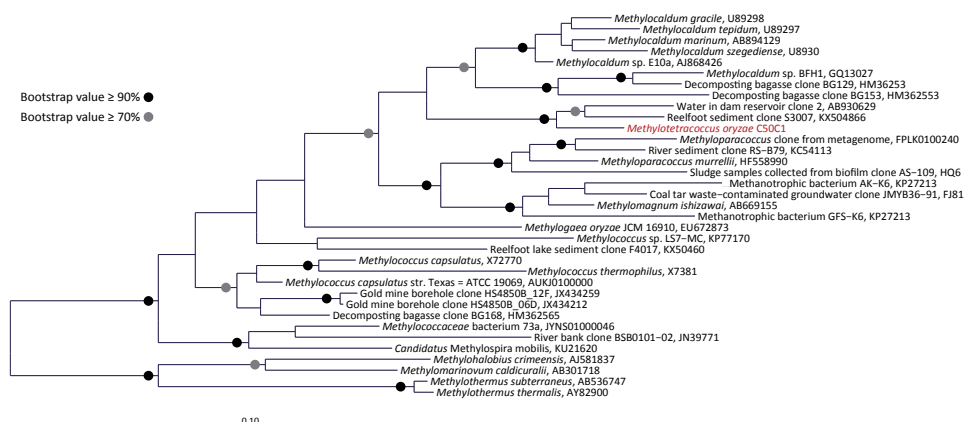 Methylocaldum gracile, U89298
Methylocaldum tepidum, U89297
Methylocaldum marinum, AB894129
Methylocaldum szegediense, U8930
Methylocaldum sp. E10a, AJ868426
Methylocaldum sp. BFH1, GQ13027
Decomposting bagasse clone BG129, HM36253
Decomposting bagasse clone BG153, HM362553
Bootstrap value ≥ 90%
Bootstrap value ≥ 70%
Water in dam reservoir clone 2, AB930629
Reelfoot sediment clone S3007, KX504866
Methylotetracoccus oryzae C50C1
Methyloparacoccus clone from metagenome, FPLK0100240
River sediment clone RS−B79, KC54113
Methyloparacoccus murrellii, HF558990
Sludge samples collected from biofilm clone AS−109, HQ6
Methanotrophic bacterium AK−K6, KP27213
Coal tar waste−contaminated groundwater clone JMYB36−91, FJ81
Methylomagnum ishizawai, AB669155
Methanotrophic bacterium GFS−K6, KP27213
Methylogaea oryzae JCM 16910, EU672873
Methylococcus sp. LS7−MC, KP77170
Reelfoot lake sediment clone F4017, KX50460
Methylococcus capsulatus, X72770
Methylococcus thermophilus, X7381
Methylococcus capsulatus str. Texas = ATCC 19069, AUKJ0100000
Gold mine borehole clone HS4850B_12F, JX434259
Gold mine borehole clone HS4850B_06D, JX434212
Decomposting bagasse clone BG168, HM362565
Methylococcaceae bacterium 73a, JYNS01000046
River bank clone BSB0101−02, JN39771
Candidatus Methylospira mobilis, KU21620
Methylohalobius crimeensis, AJ581837
Methylomarinovum caldicuralii, AB301718
Methylothermus subterraneus, AB536747
Methylothermus thermalis, AY82900
0.10